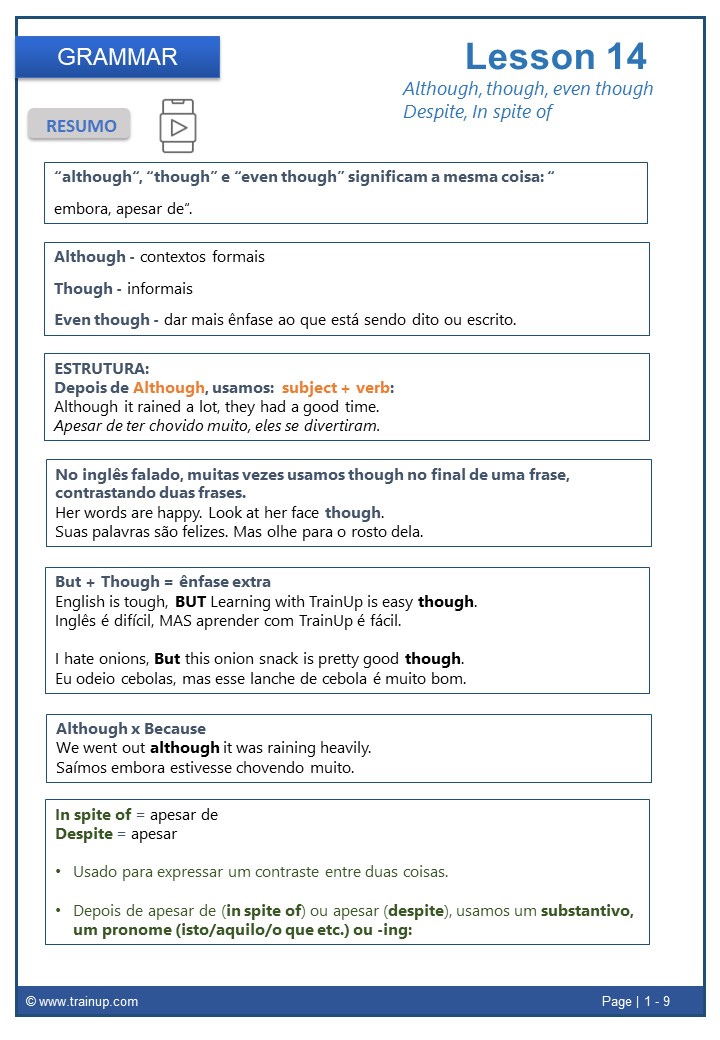 GRAMMAR
Lesson 14
Although, though, even though
Despite, In spite of
RESUMO
“although“, “though” e “even though” significam a mesma coisa: “
embora, apesar de“.
Although - contextos formais
Though - informais
Even though - dar mais ênfase ao que está sendo dito ou escrito.
ESTRUTURA:
Depois de Although, usamos: subject + verb:
Although it rained a lot, they had a good time.
Apesar de ter chovido muito, eles se divertiram.
No inglês falado, muitas vezes usamos though no final de uma frase,
contrastando duas frases.
Her words are happy. Look at her face though.
Suas palavras são felizes. Mas olhe para o rosto dela.
But + Though = ênfase extra
English is tough, BUT Learning with TrainUp is easy though.
Inglês é difícil, MAS aprender com TrainUp é fácil.
I hate onions, But this onion snack is pretty good though.
Eu odeio cebolas, mas esse lanche de cebola é muito bom.
Although x Because
We went out although it was raining heavily.
Saímos embora estivesse chovendo muito.
In spite of = apesar de
Despite = apesar
• Usado para expressar um contraste entre duas coisas.
• Depois de apesar de (in spite of) ou apesar (despite), usamos um substantivo,
um pronome (isto/aquilo/o que etc.) ou -ing:
© www.trainup.com
Page | 1 - 9